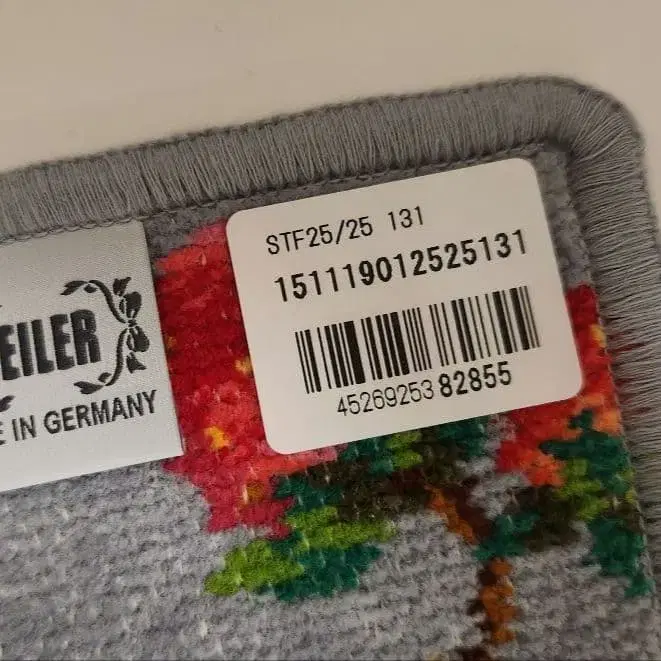 STF25/25 131
151119012525131
4526925382855
EILER
E IN GERMANY